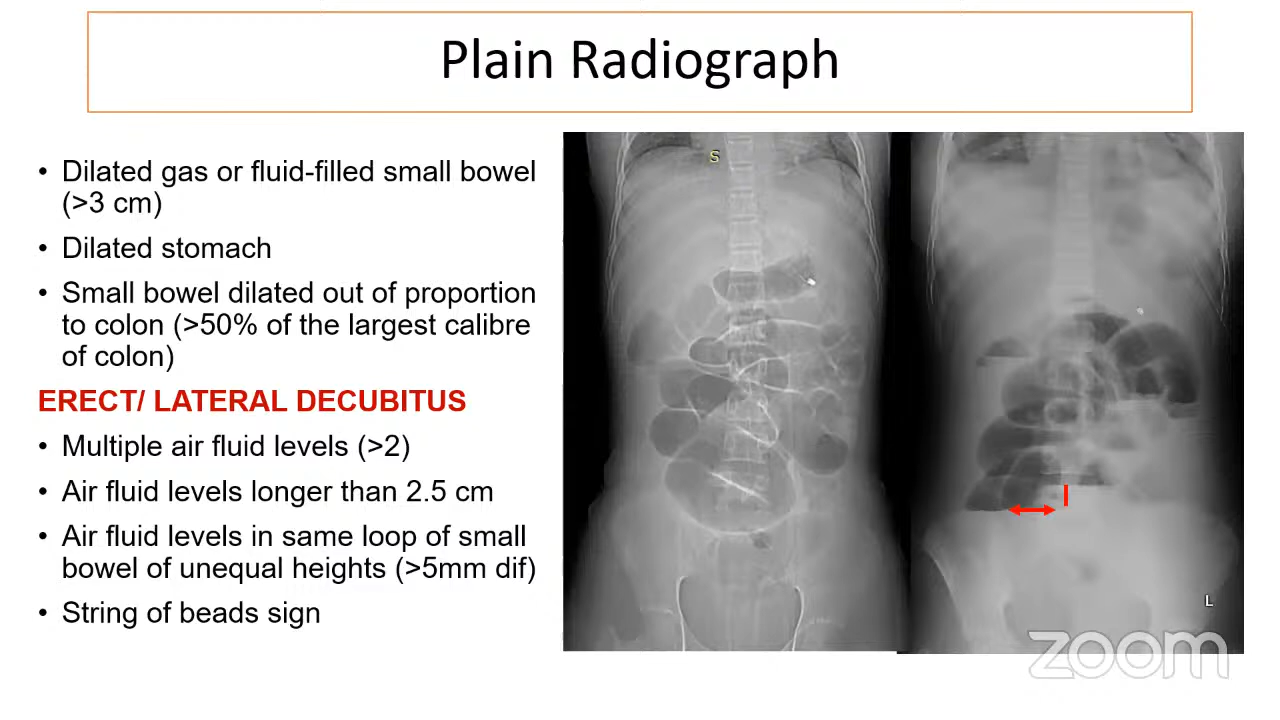 Plain Radiograph
• Dilated gas or fluid-filled small bowel
(>3 cm)
• Dilated stomach
• Small bowel dilated out of proportion
to colon (>50% of the largest calibre
of colon)
ERECT/ LATERAL DECUBITUS
• Multiple air fluid levels (>2)
• Air fluid levels longer than 2.5 cm
• Air fluid levels in same loop of small
bowel of unequal heights (>5mm dif)
• String of beads sign
S
L
zoom